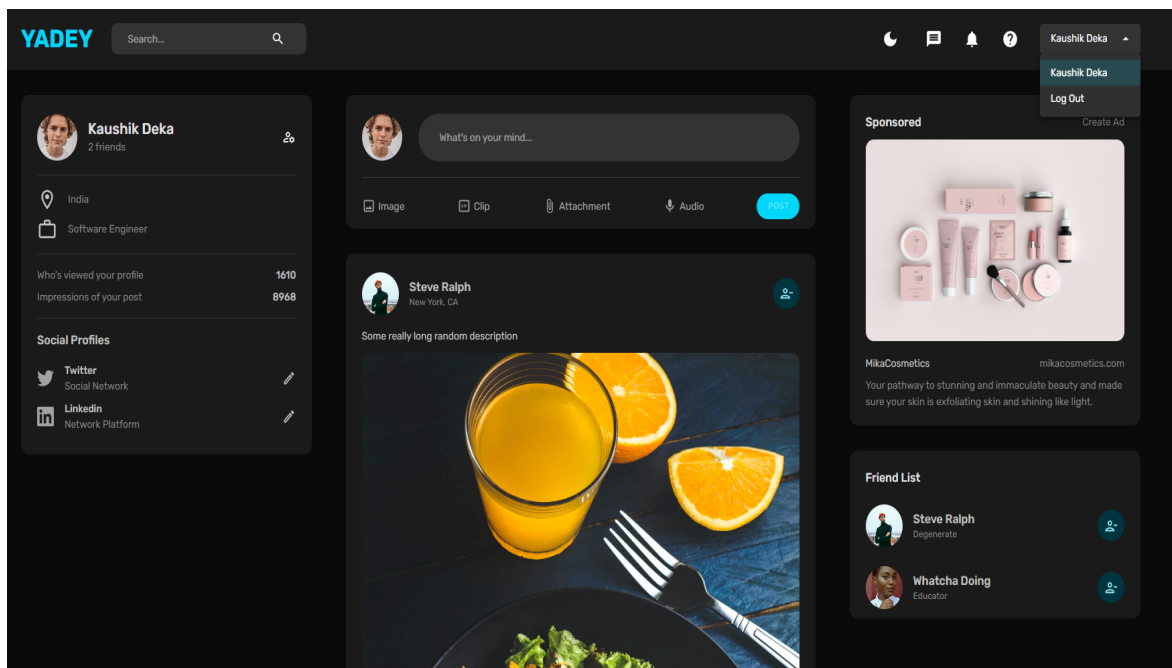 YADEY
Search...
Kaushik Deka
Kaushik Deka
Log Out
Kaushik Deka
2 friends
India
Software Engineer
Who's viewed your profile 1610
Impressions of your post 8968
Social Profiles
Twitter
Social Network
Linkedin
Network Platform
What's on your mind...
Image Clip Attachment Audio POST
Steve Ralph
New York, CA
Some really long random description
Sponsored Create Ad
MikaCosmetics mikacosmetics.com
Your pathway to stunning and immaculate beauty and made
sure your skin is exfoliating skin and shining like light.
Friend List
Steve Ralph
Degenerate
Whatcha Doing
Educator